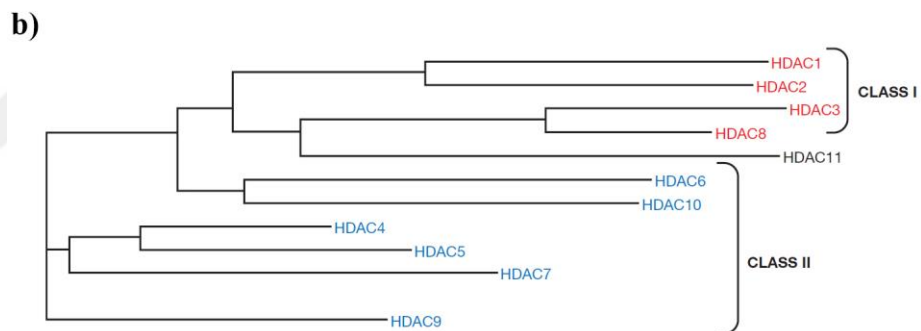 b)
HDAC1
HDAC2
CLASS I
HDAC3
HDAC8
HDAC11
HDAC6
HDAC10
HDAC4
HDAC5
CLASS II
HDAC7
HDAC9